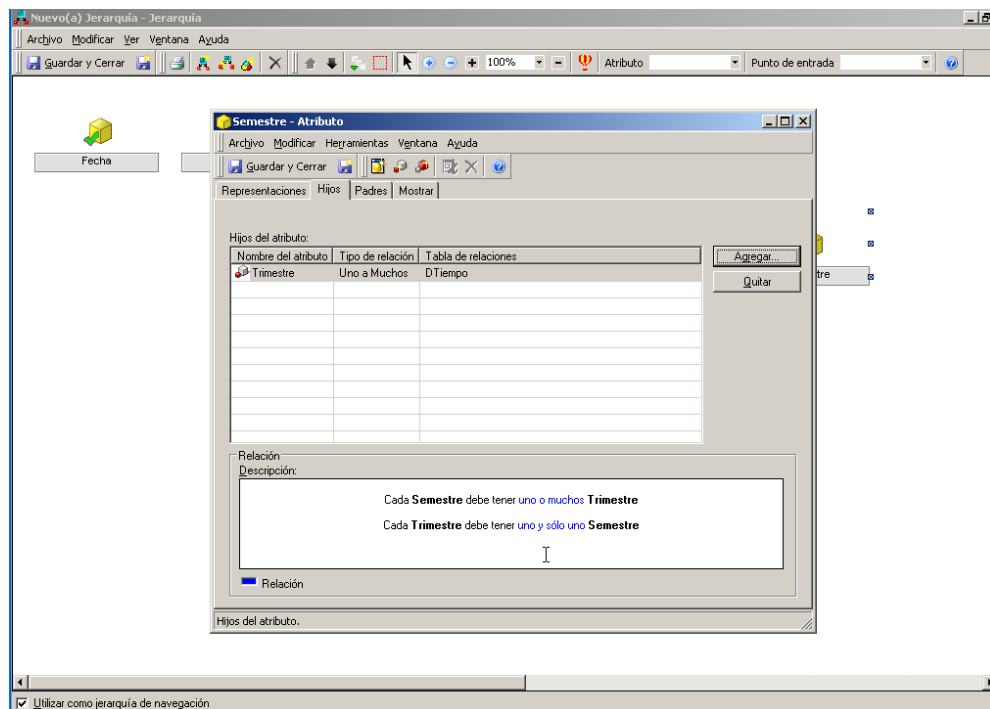 Nuevo(a) Jerarquía - Jerarquía
Archivo Modificar Ver Ventana Ayuda
Guardar y Cerrar 100% Atributo Punto de entrada
Fecha
Semestre - Atributo
Archivo Modificar Herramientas Ventana Ayuda
Guardar y Cerrar
Representaciones Hijos Padres Mostrar
Hijos del atributo:
Nombre del atributo Tipo de relación Tabla de relaciones
Trimestre Uno a Muchos DTiempo
Agregar...
Quitar
tre
Relación
Descripción:
Cada Semestre debe tener uno o muchos Trimestre
Cada Trimestre debe tener uno y sólo uno Semestre
Relación
Hijos del atributo.
Utilizar como jerarquía de navegación